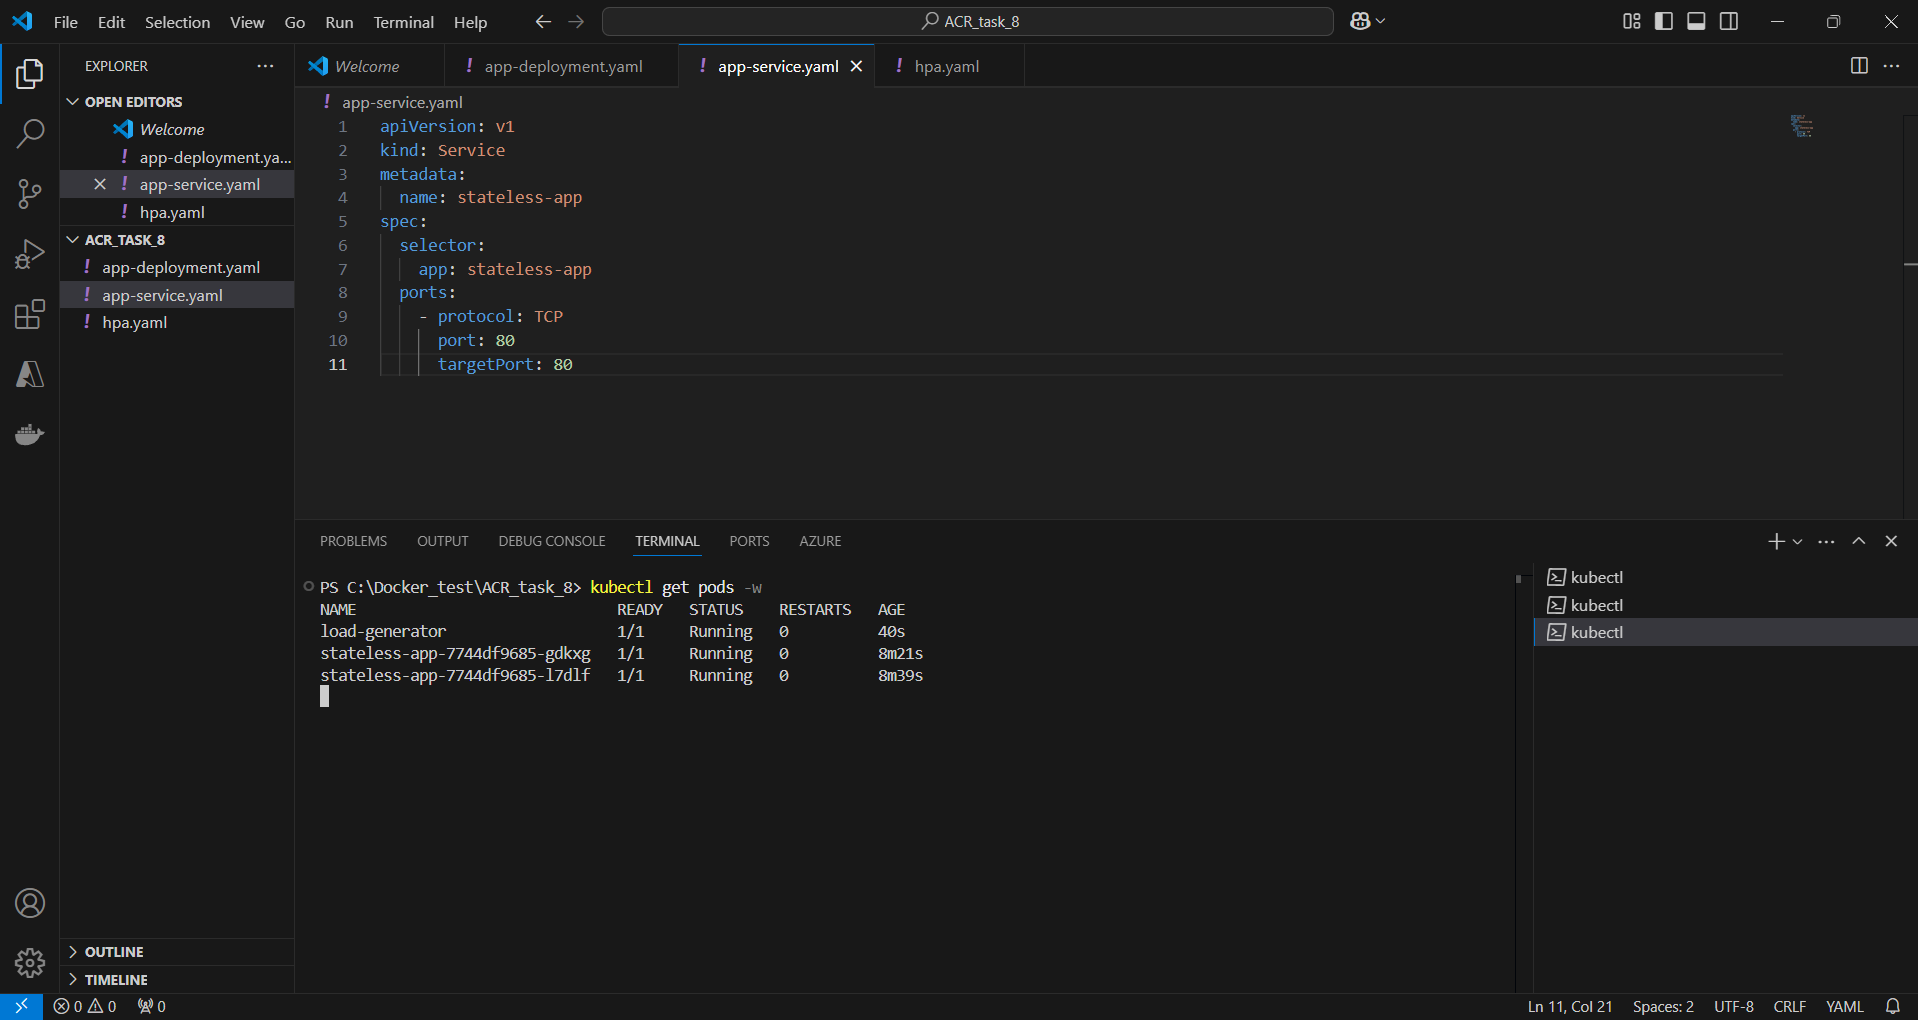 File Edit Selection View Go Run Terminal Help ACR_task_8
EXPLORER
OPEN EDITORS
Welcome
app-deployment.ya...
app-service.yaml
hpa.yaml
ACR_TASK_8
app-deployment.yaml
app-service.yaml
hpa.yaml
OUTLINE
TIMELINE
Welcome ! app-deployment.yaml ! app-service.yaml ! hpa.yaml
! app-service.yaml
1 apiVersion: v1
2 kind: Service
3 metadata:
4   name: stateless-app
5 spec:
6   selector:
7     app: stateless-app
8   ports:
9     - protocol: TCP
10       port: 80
11       targetPort: 80
PROBLEMS OUTPUT DEBUG CONSOLE TERMINAL PORTS AZURE
PS C:\Docker_test\ACR_task_8> kubectl get pods -w
NAME READY STATUS RESTARTS AGE
load-generator 1/1 Running 0 40s
stateless-app-7744df9685-gdkxg 1/1 Running 0 8m21s
stateless-app-7744df9685-l7dlf 1/1 Running 0 8m39s
kubectl
kubectl
kubectl
0 0 0 Ln 11, Col 21 Spaces: 2 UTF-8 CRLF YAML